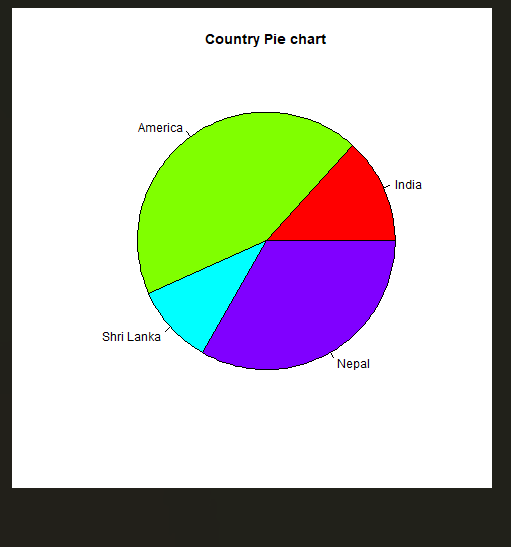 Country Pie chart
America
India
Shri Lanka
Nepal